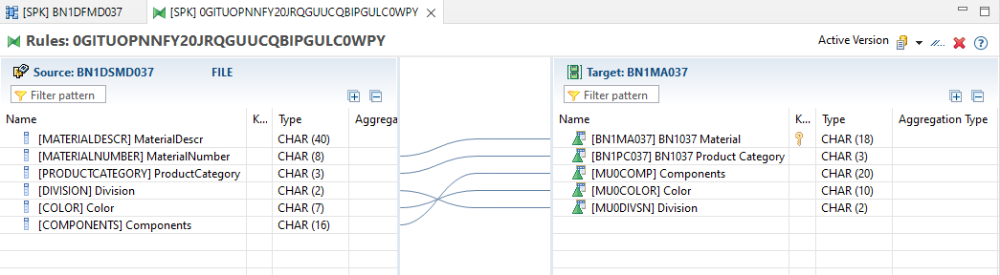 [SPK] BN1DFMD037 [SPK] 0GITUOPNNFY20JRQGUUCQBIPGULC0WPY
Rules: 0GITUOPNNFY20JRQGUUCQBIPGULC0WPY Active Version
Source: BN1DSMD037 FILE Target: BN1MA037
Filter pattern Filter pattern
Name K... Type Aggrega Name K... Type Aggregation Type
[MATERIALDESCR] MaterialDescr CHAR (40) [BN1MA037] BN1037 Material CHAR (18)
[MATERIALNUMBER] MaterialNumber CHAR (8) [BN1PC037] BN1037 Product Category CHAR (3)
[PRODUCTCATEGORY] ProductCategory CHAR (3) [MU0COMP] Components CHAR (20)
[DIVISION] Division CHAR (2) [MU0COLOR] Color CHAR (10)
[COLOR] Color CHAR (7) [MU0DIVSN] Division CHAR (2)
[COMPONENTS] Components CHAR (16)